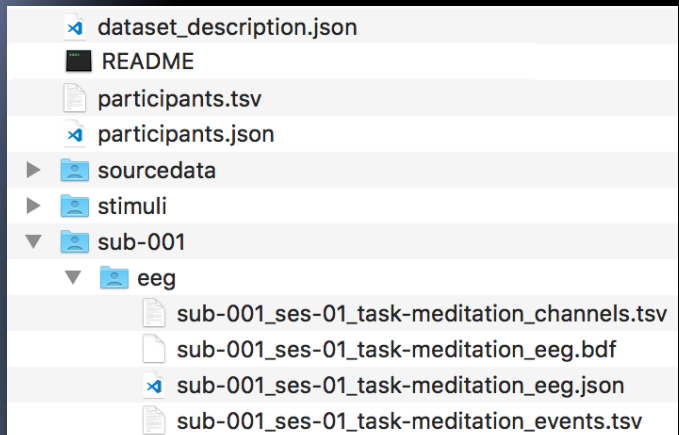 dataset_description.json
README
participants.tsv
participants.json
sourcedata
stimuli
sub-001
eeg
sub-001_ses-01_task-meditation_channels.tsv
sub-001_ses-01_task-meditation_eeg.bdf
sub-001_ses-01_task-meditation_eeg.json
sub-001_ses-01_task-meditation_events.tsv